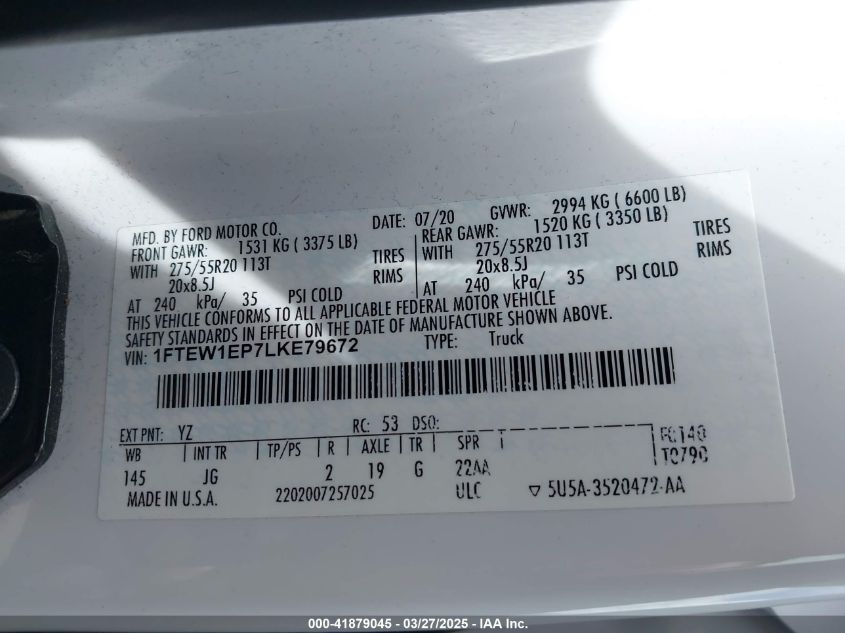 MFD. BY FORD MOTOR CO. DATE: 07/20 GVWR: 2994 KG ( 6600 LB)
FRONT GAWR: 1531 KG ( 3375 LB) REAR GAWR: 1520 KG ( 3350 LB)
WITH 275/55R20 113T TIRES WITH 275/55R20 113T TIRES
20x8.5J RIMS 20x8.5J RIMS
AT 240 kPa/ 35 PSI COLD AT 240 kPa/ 35 PSI COLD
THIS VEHICLE CONFORMS TO ALL APPLICABLE FEDERAL MOTOR VEHICLE
SAFETY STANDARDS IN EFFECT ON THE DATE OF MANUFACTURE SHOWN ABOVE.
VIN: 1FTEW1EP7LKE79672 TYPE: Truck
EXT PNT: YZ RC: 53 DSO: FC140
WB INT TR TP/PS R AXLE TR SPR T0790
145 JG 2 19 G 22AA
MADE IN U.S.A. 2202007257025 ULC ▽ 5U5A-3520472-AA
000-41879045 — 03/27/2025 — IAA Inc.